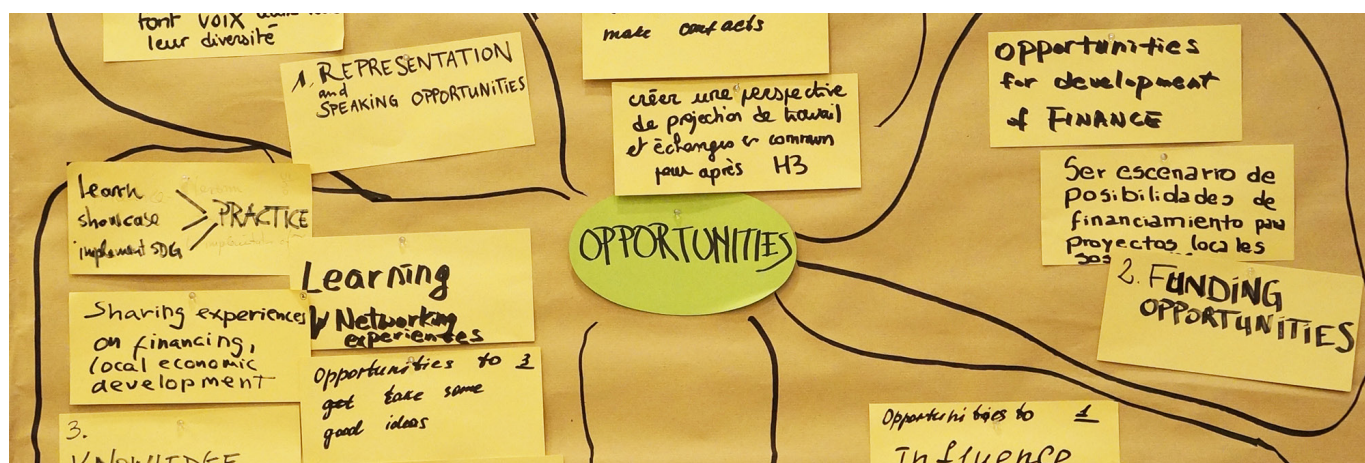 font voix
leur diversité
1. REPRESENTATION
and
SPEAKING OPPORTUNITIES
make contacts
créer une perspective
de projection de travail
et échanges en commun
pour après H3
opportunities
for development
of FINANCE
Ser escenario de
posibilidades de
financiamiento para
proyectos locales
2. FUNDING
OPPORTUNITIES
OPPORTUNITIES
Learn
showcase
implement SDG
PRACTICE
Learning
Networking
experiences
Sharing experiences
on financing,
local economic
development
Opportunities to 3
get take some
good ideas
3.
KNOWLEDGE
Opportunities to 1
Influence